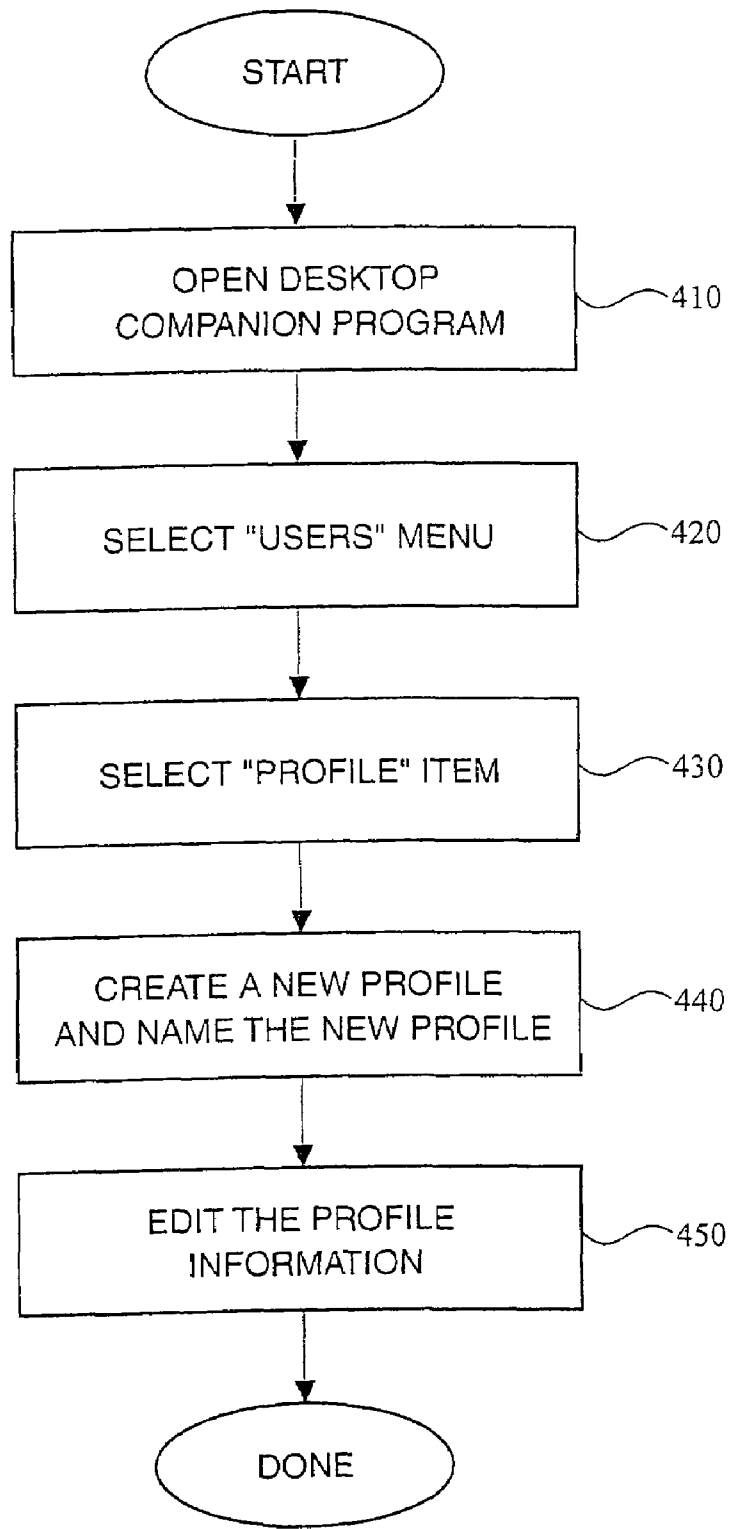 START
OPEN DESKTOP
COMPANION PROGRAM
410
SELECT "USERS" MENU
420
SELECT "PROFILE" ITEM
430
CREATE A NEW PROFILE
AND NAME THE NEW PROFILE
440
EDIT THE PROFILE
INFORMATION
450
DONE